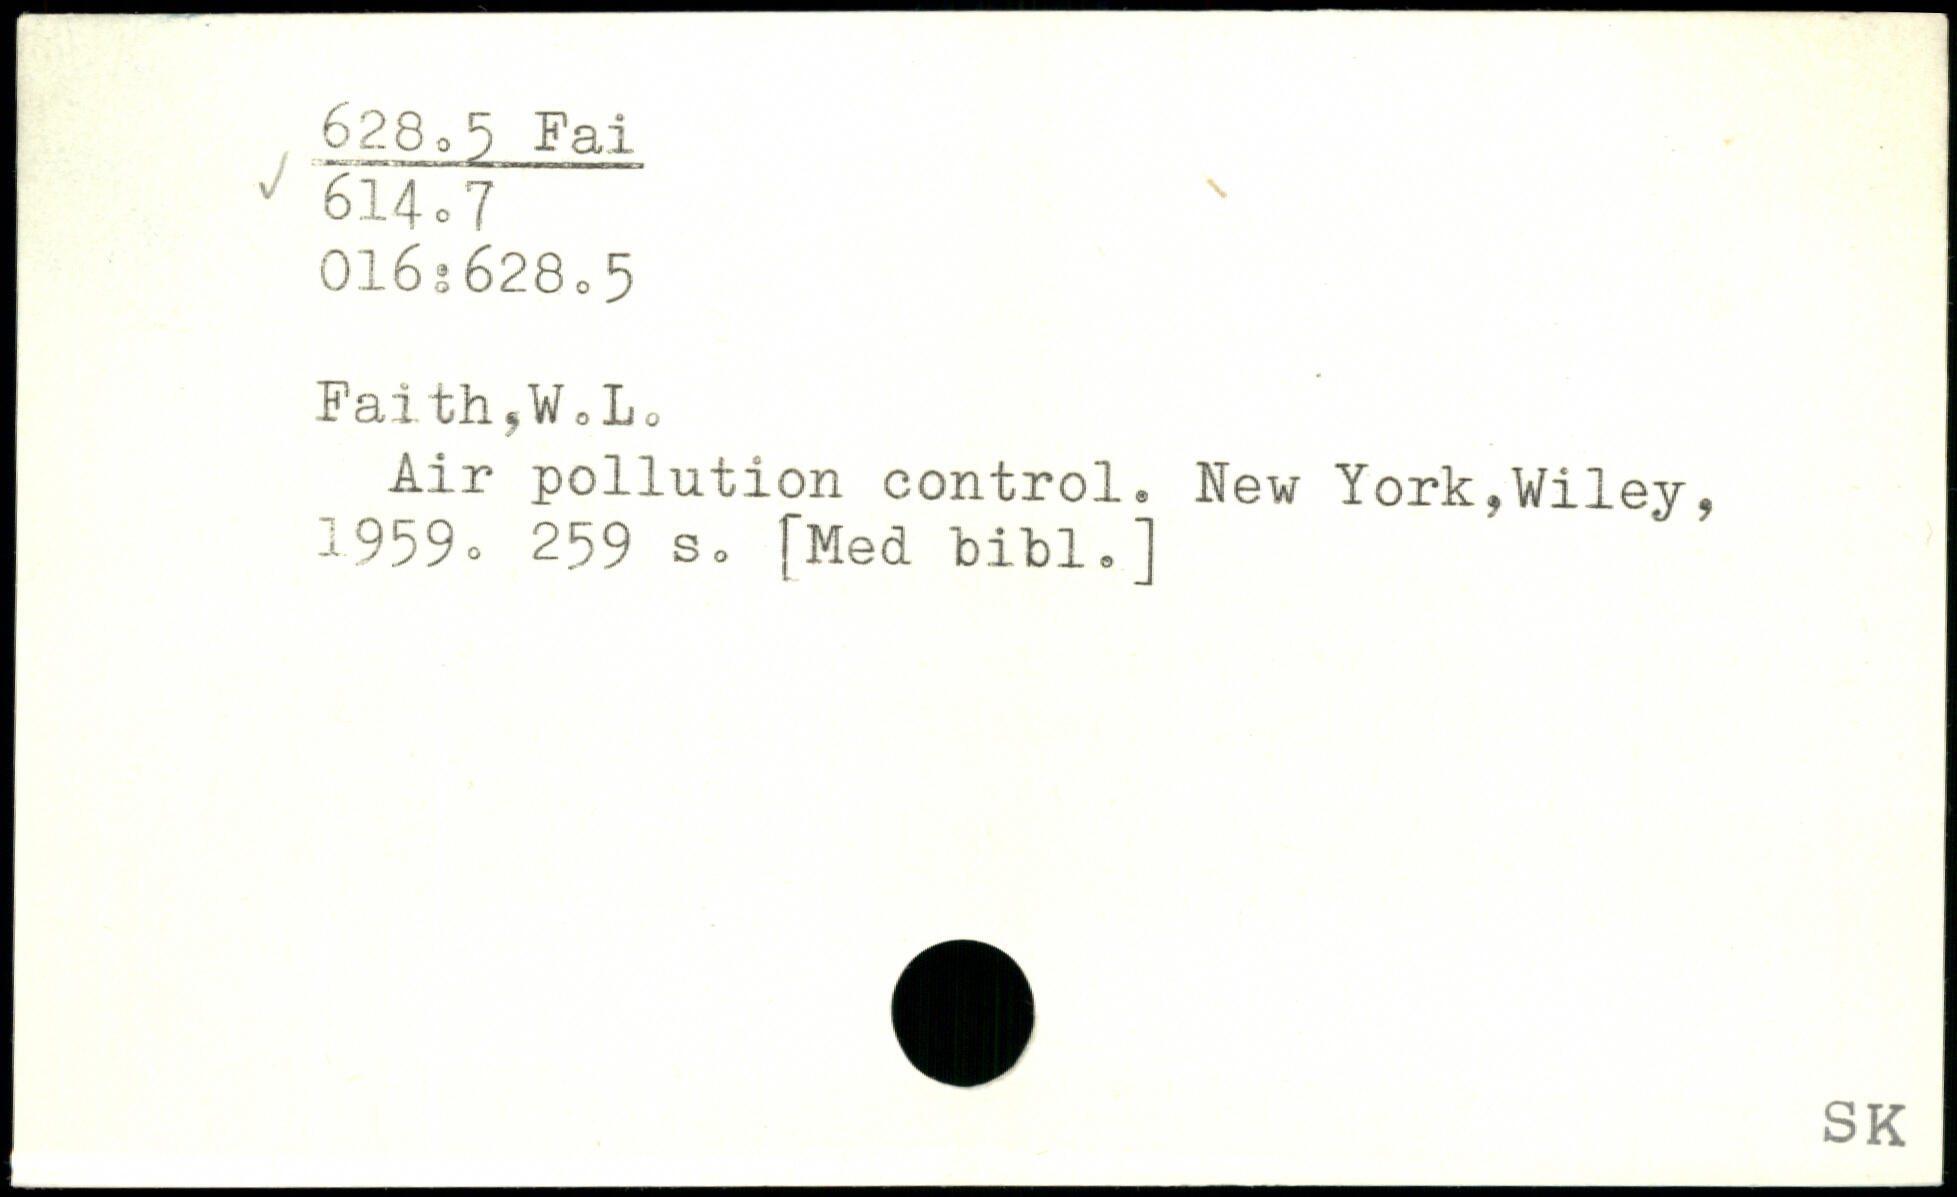 628.5 Fai
✓ 614.7
016:628.5
Faith,W.L.
Air pollution control. New York,Wiley,
1959. 259 s. [Med bibl.]
SK